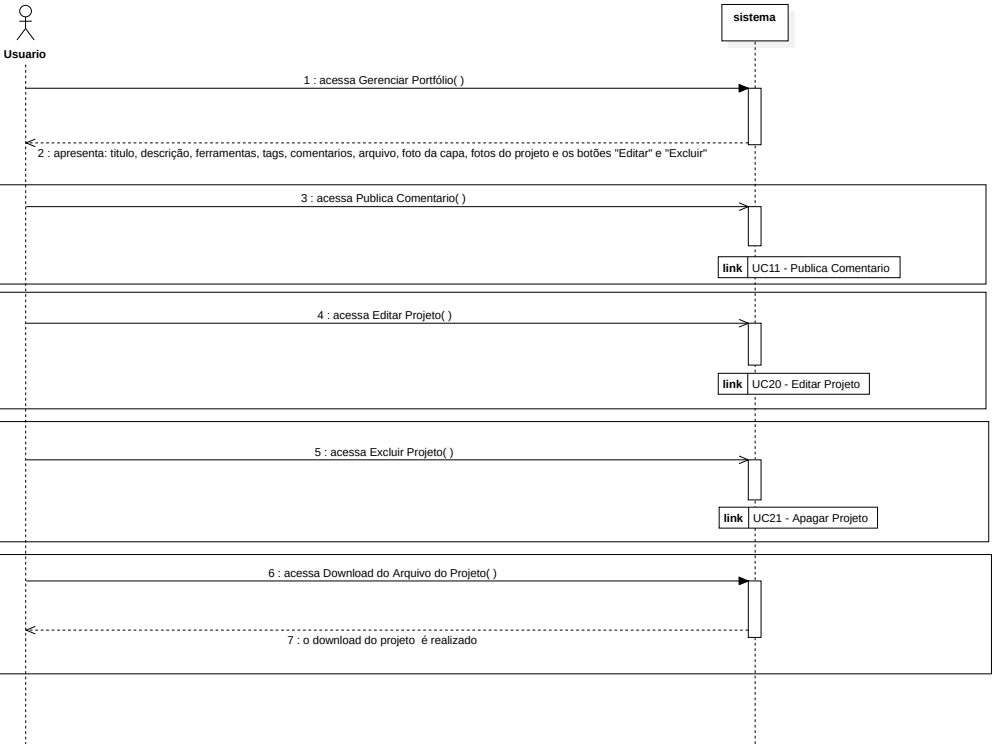 sistema
Usuario
1 : acessa Gerenciar Portfólio( )
2 : apresenta: titulo, descrição, ferramentas, tags, comentarios, arquivo, foto da capa, fotos do projeto e os botões "Editar" e "Excluir"
3 : acessa Publica Comentario( )
link UC11 - Publica Comentario
4 : acessa Editar Projeto( )
link UC20 - Editar Projeto
5 : acessa Excluir Projeto( )
link UC21 - Apagar Projeto
6 : acessa Download do Arquivo do Projeto( )
7 : o download do projeto  é realizado